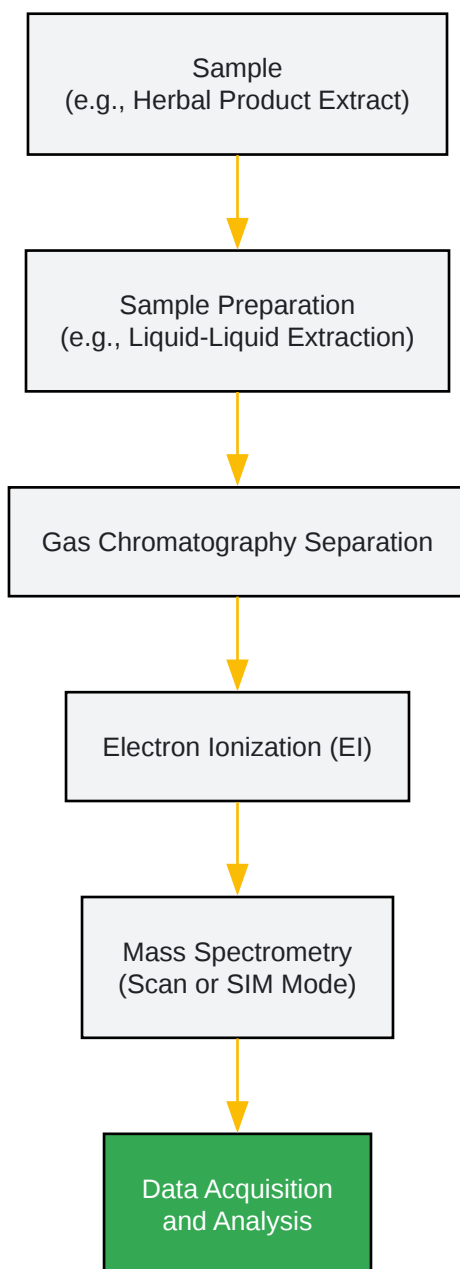 Sample
(e.g., Herbal Product Extract)
Sample Preparation
(e.g., Liquid-Liquid Extraction)
Gas Chromatography Separation
Electron Ionization (EI)
Mass Spectrometry
(Scan or SIM Mode)
Data Acquisition
and Analysis